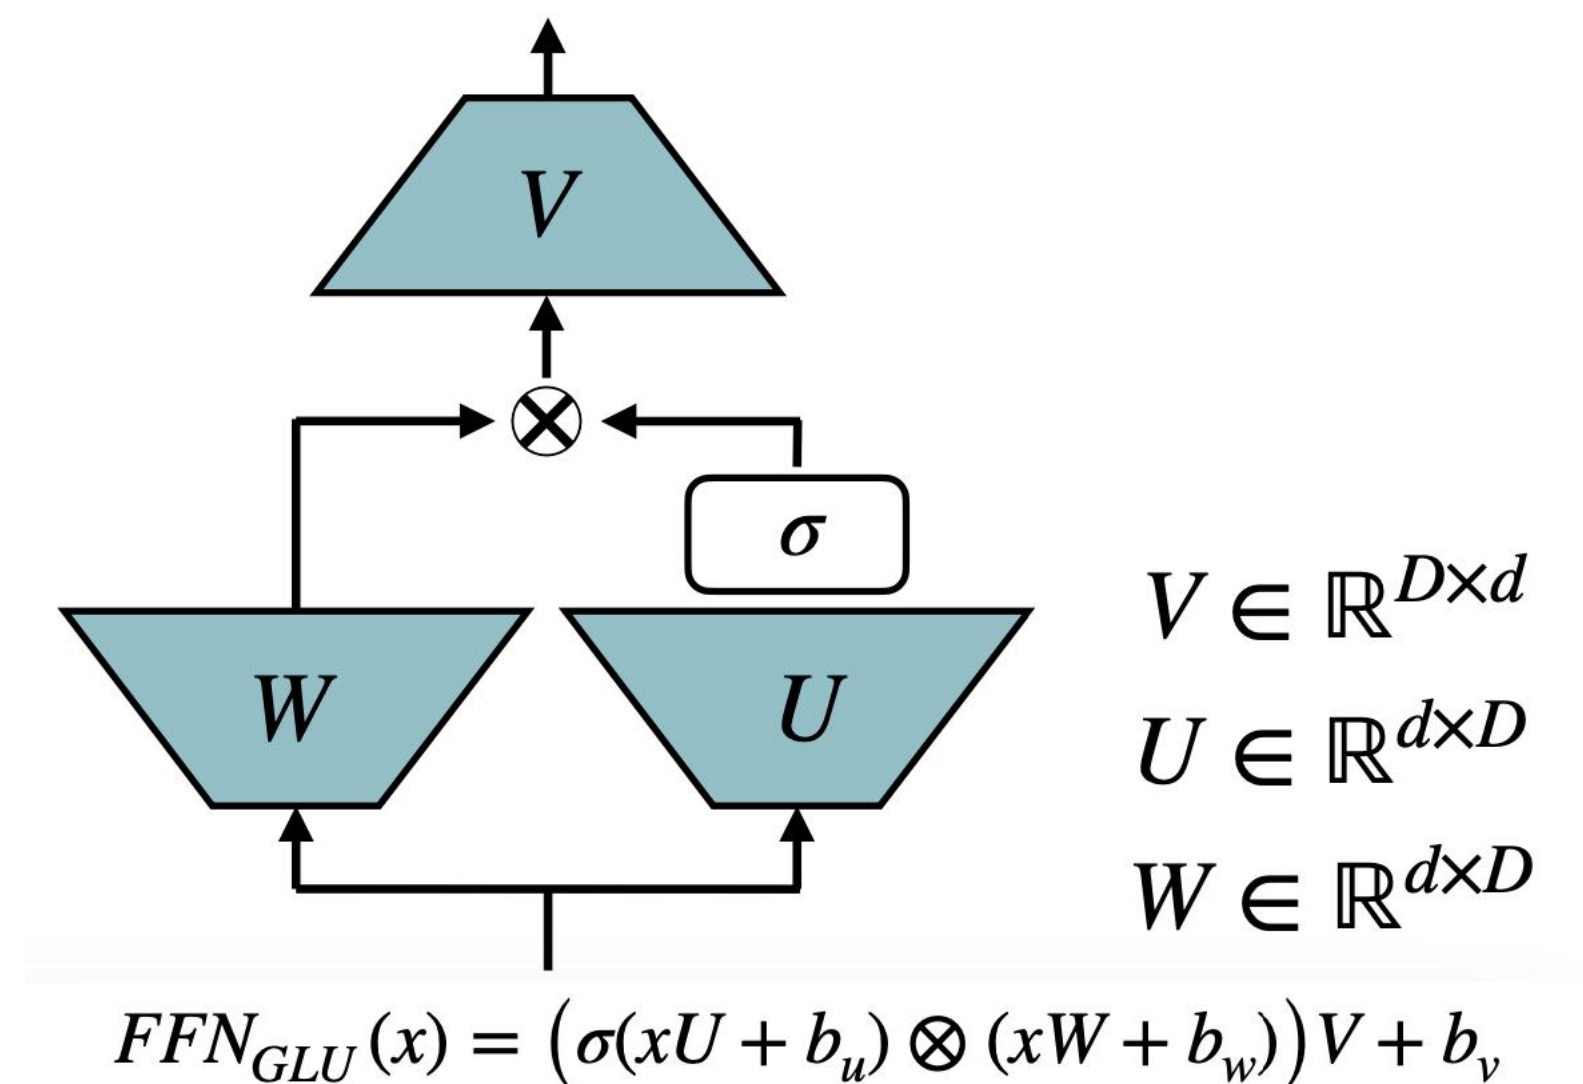 V
σ
W U
V ∈ ℝ^{D×d}
U ∈ ℝ^{d×D}
W ∈ ℝ^{d×D}
FFN_{GLU}(x) = (σ(xU + b_u) ⊗ (xW + b_w))V + b_v